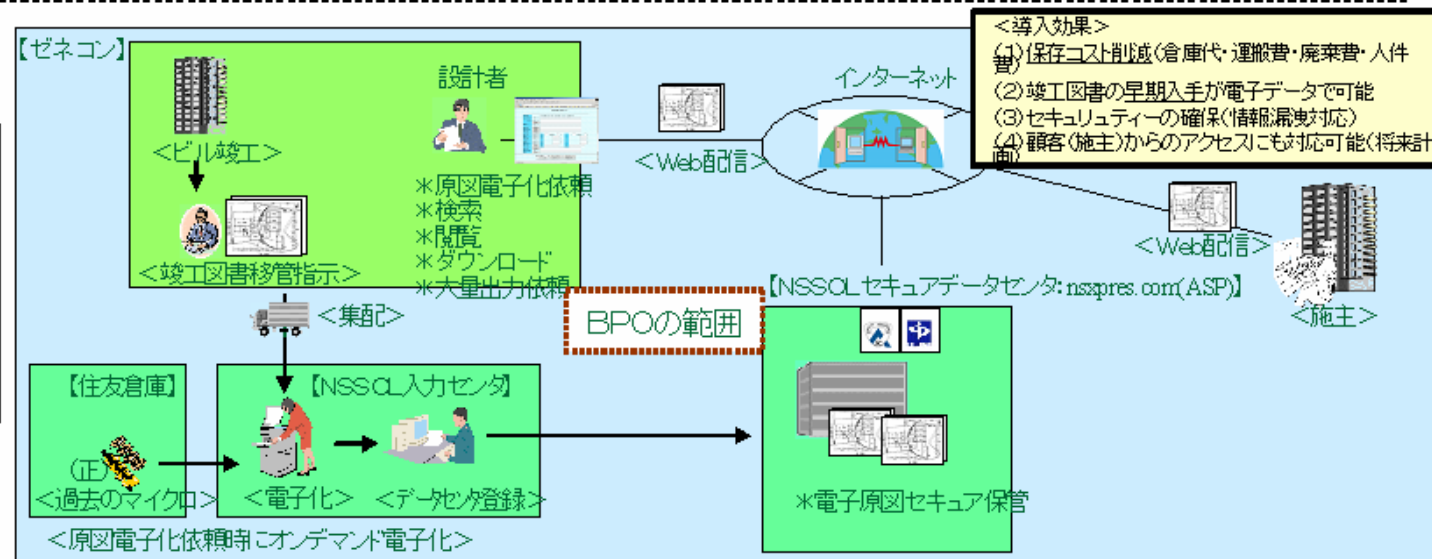 【ゼネコン】
<ビル竣工>
<竣工図書移管指示>
設計者
*原図電子化依頼
*検索
*閲覧
*ダウンロード
*大量出力依頼
<Web配信>
インターネット
<導入効果>
(1)保存コスト削減(倉庫代・運搬費・廃棄費・人件
費)
(2)竣工図書の早期入手が電子データで可能
(3)セキュリュティーの確保(情報漏洩対応)
(4)顧客(施主)からのアクセスにも対応可能(将来計
画)
<Web配信>
<施主>
<集配>
BPOの範囲
【NSSOLセキュアデータセンタ:nsxpres.com(ASP)】
*電子原図セキュア保管
【住友倉庫】
(正)
<過去のマイクロ>
【NSSOL入力センタ】
<電子化>
<データセンタ登録>
<原図電子化依頼時にオンデマンド電子化>